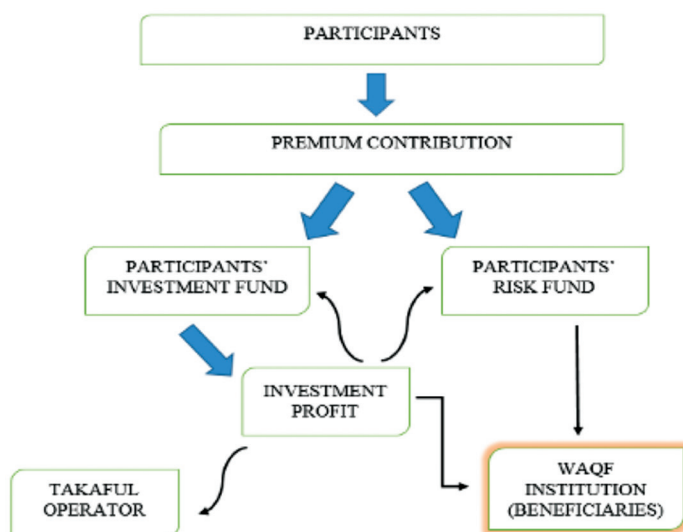 PARTICIPANTS
PREMIUM CONTRIBUTION
PARTICIPANTS'
INVESTMENT FUND
PARTICIPANTS'
RISK FUND
INVESTMENT
PROFIT
TAKAFUL
OPERATOR
WAQF
INSTITUTION
(BENEFICIARIES)